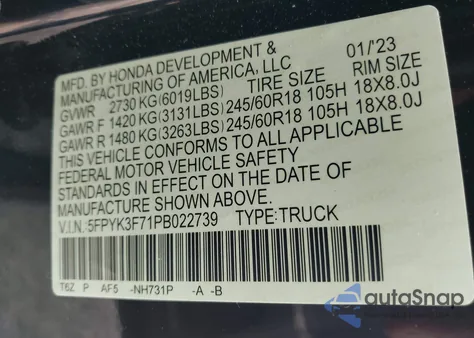 MFD. BY HONDA DEVELOPMENT & 01/'23
MANUFACTURING OF AMERICA, LLC RIM SIZE
GVWR 2730 KG(6019LBS) TIRE SIZE
GAWR F 1420 KG(3131LBS) 245/60R18 105H 18X8.0J
GAWR R 1480 KG(3263LBS) 245/60R18 105H 18X8.0J
THIS VEHICLE CONFORMS TO ALL APPLICABLE
FEDERAL MOTOR VEHICLE SAFETY
STANDARDS IN EFFECT ON THE DATE OF
MANUFACTURE SHOWN ABOVE.
V.I.N.: 5FPYK3F71PB022739 TYPE:TRUCK
T6Z P AF5 -NH731P -A -B
autoSnap